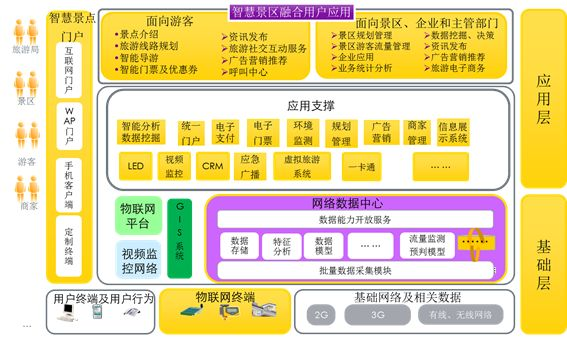 智慧景区融合用户应用
智慧景点
门户
互联网门户
WAP门户
手机客户端
定制终端
旅游局
景区
游客
商家
...
面向游客
景点介绍
旅游线路规划
智能导游
智能门票及优惠券
资讯发布
旅游社交互动服务
广告营销推荐
呼叫中心
面向景区、企业和主管部门
景区规划管理
景区游客流量管理
企业应用
业务统计分析
数据挖掘、决策
资讯发布
广告营销推荐
旅游电子商务
应用层
应用支撑
智能分析
数据挖掘
统一
门户
电子
支付
电子
门票
环境
监测
规划
管理
广告
营销
商家
管理
信息展
示系统
LED
视频
监控
CRM
应急
广播
虚拟旅游
系统
一卡通
... ...
物联网
平台
视频监
控网络
GIS系统
网络数据中心
数据能力开放服务
数据
存储
特征
分析
数据
模型
... ...
流量监测
预判模型
......
批量数据采集模块
基础层
用户终端及用户行为
物联网终端
基础网络及相关数据
2G
3G
有线、无线网络